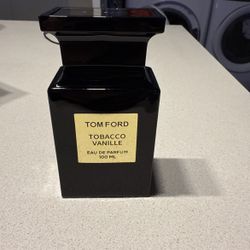 TOM FORD
TOBACCO
VANILLE
EAU DE PARFUM
100 ML